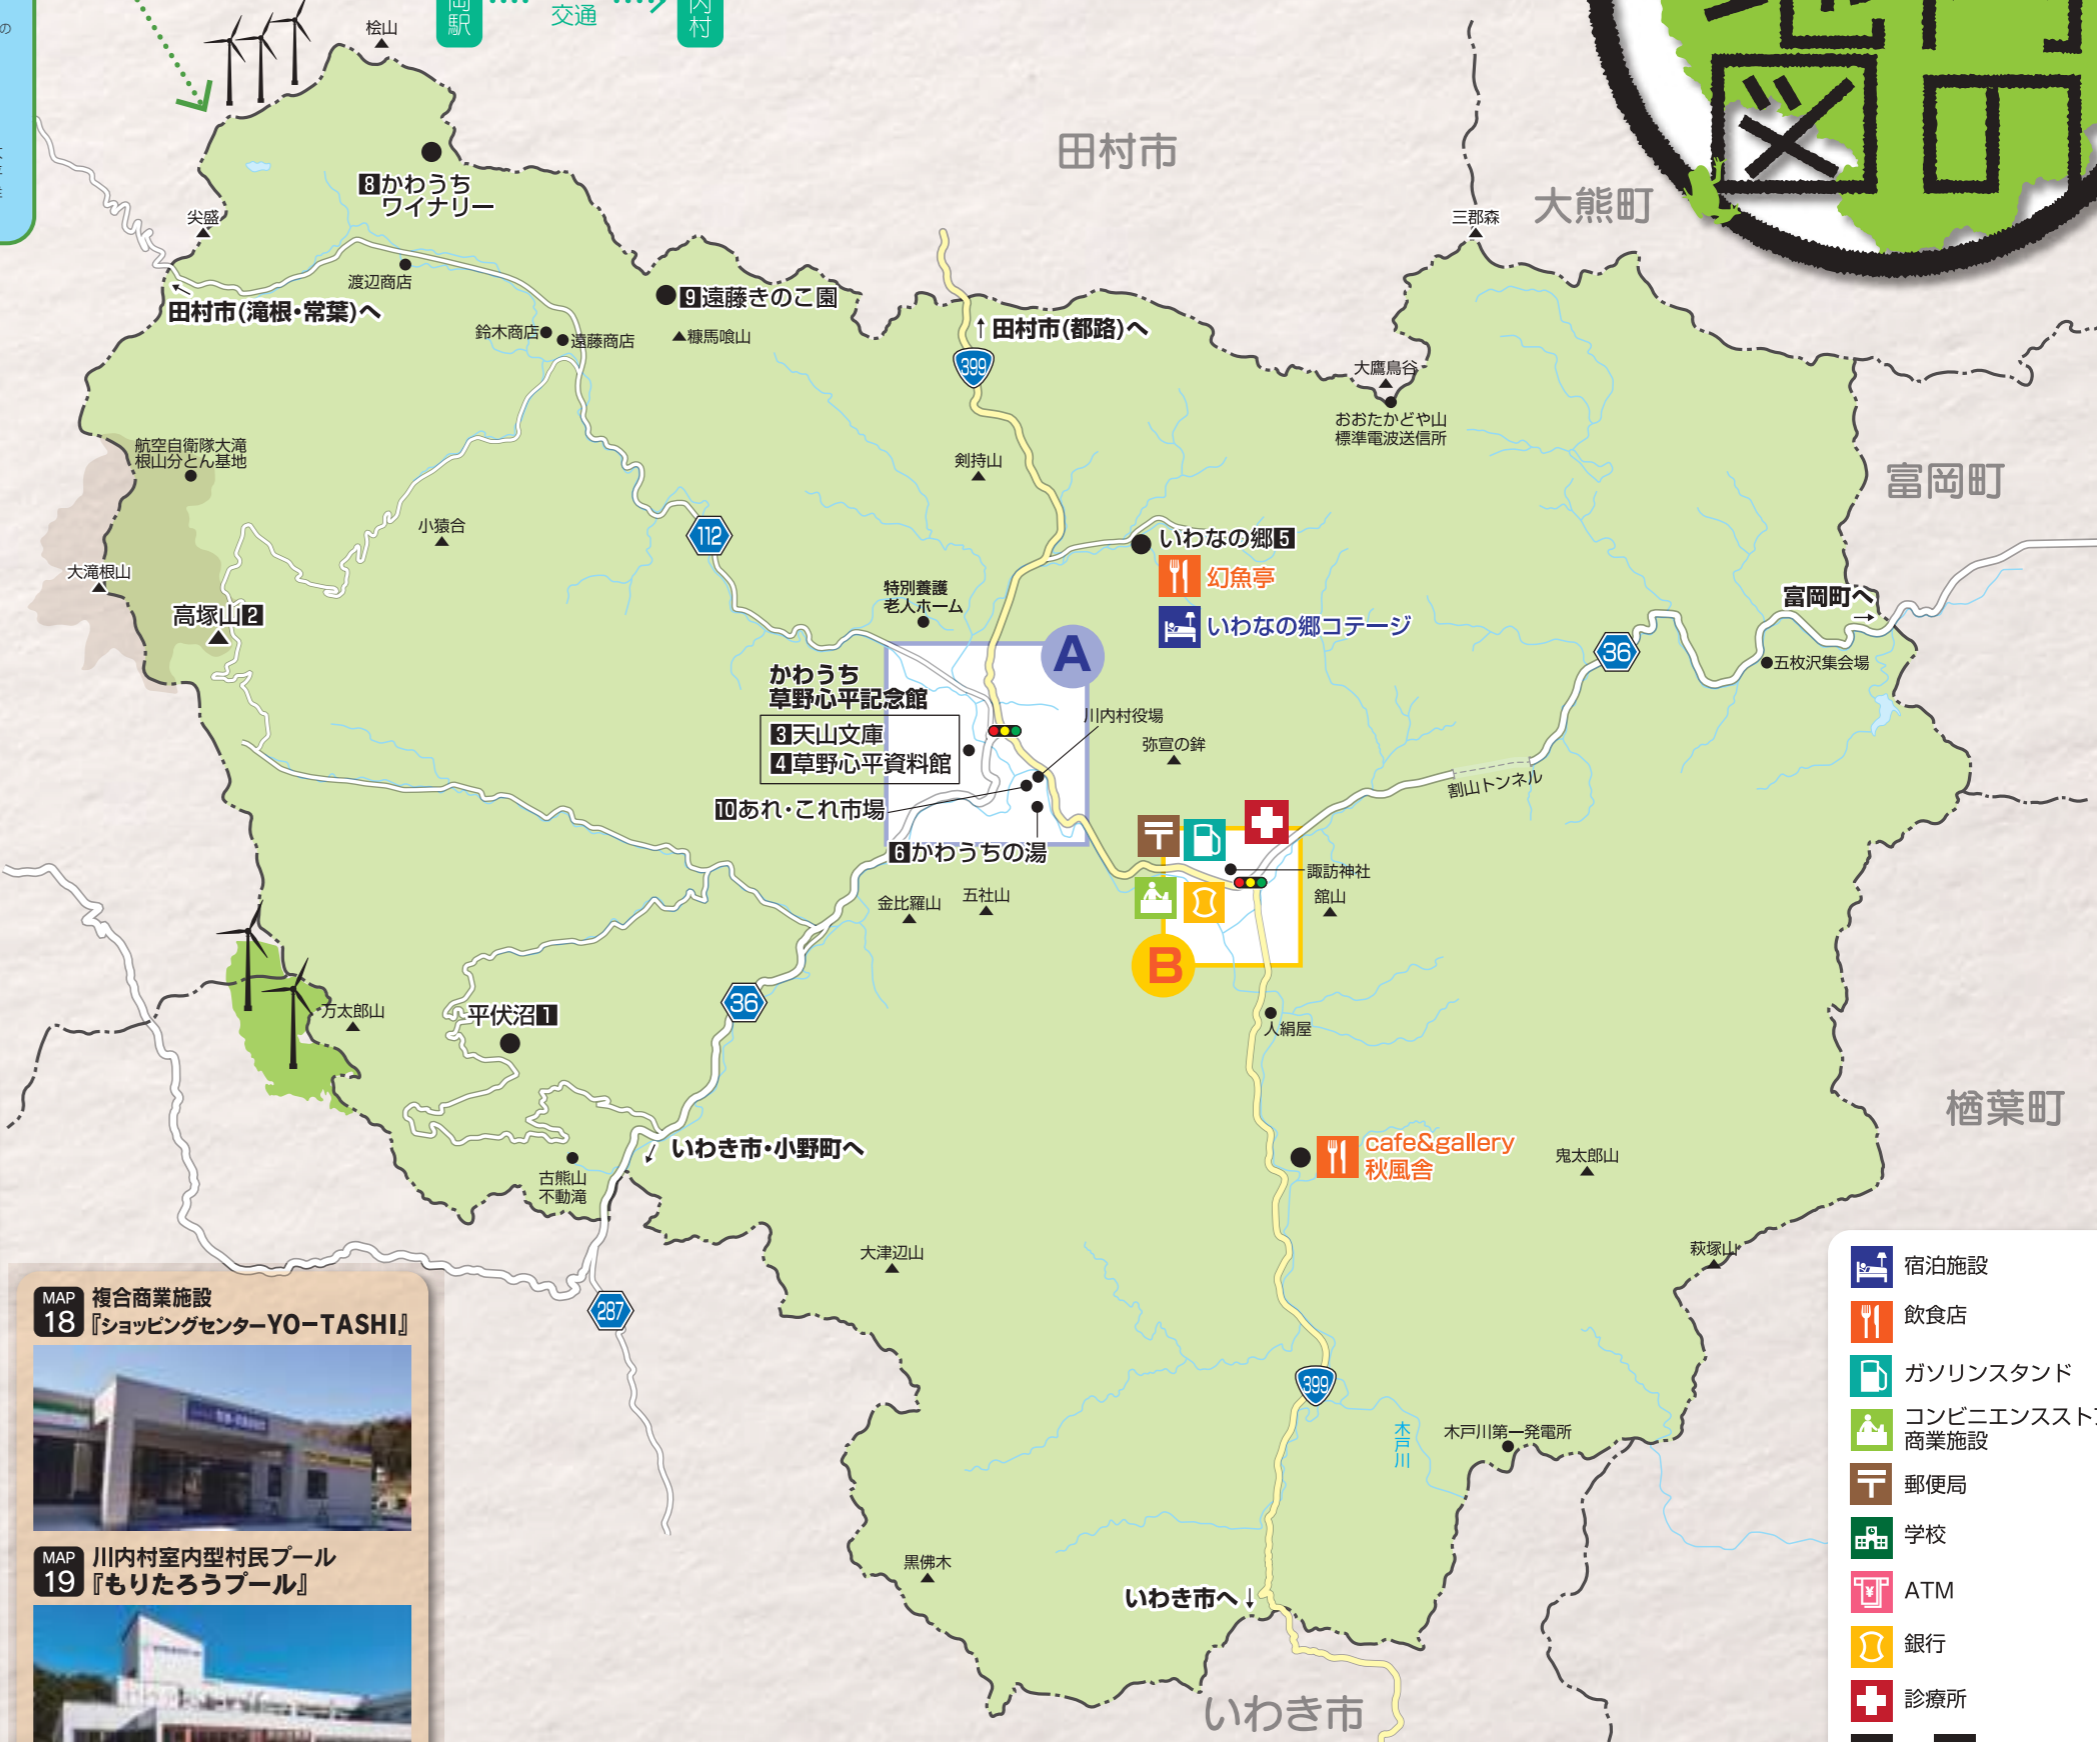 岡駅
交通
内村
の
桧山
田村市
大熊町
三郡森
8かわうち
ワイナリー
尖盛
渡辺商店
田村市(滝根・常葉)へ
鈴木商店
遠藤商店
9遠藤きのこ園
糠馬喰山
↑田村市(都路)へ
399
大鷹鳥谷
おおたかどや山
標準電波送信所
富岡町
航空自衛隊大滝
根山分とん基地
剣持山
小猿合
112
大滝根山
高塚山2
特別養護
老人ホーム
いわなの郷5
幻魚亭
いわなの郷コテージ
富岡町へ
→
36
五枚沢集会場
A
かわうち
草野心平記念館
3天山文庫
4草野心平資料館
川内村役場
弥宣の鉾
割山トンネル
10あれ・これ市場
6かわうちの湯
諏訪神社
舘山
金比羅山
五社山
B
36
万太郎山
平伏沼1
人絹屋
楢葉町
いわき市・小野町へ
cafe&gallery
秋風舎
鬼太郎山
古熊山
不動滝
大津辺山
萩塚山
287
399
木戸川
木戸川第一発電所
黒佛木
いわき市へ↓
いわき市
MAP
18
複合商業施設
『ショッピングセンターYO-TASHI』
MAP
19
川内村室内型村民プール
『もりたろうプール』
宿泊施設
飲食店
ガソリンスタンド
コンビニエンススト
商業施設
郵便局
学校
ATM
銀行
診療所